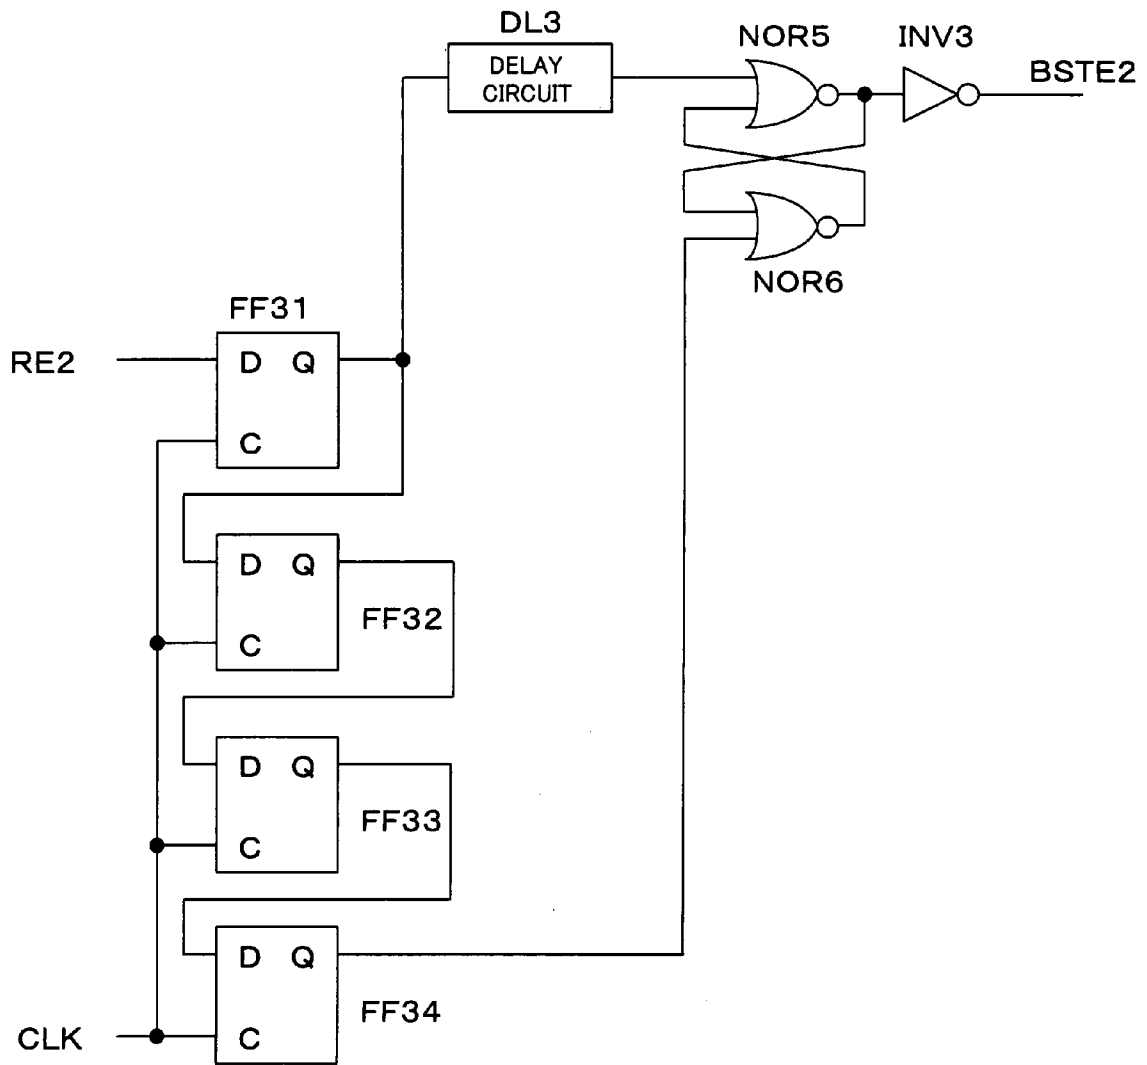 DL3
DELAY
CIRCUIT
NOR5
INV3
BSTE2
NOR6
FF31
RE2
D Q
C
D Q
C
FF32
D Q
C
FF33
D Q
C
FF34
CLK